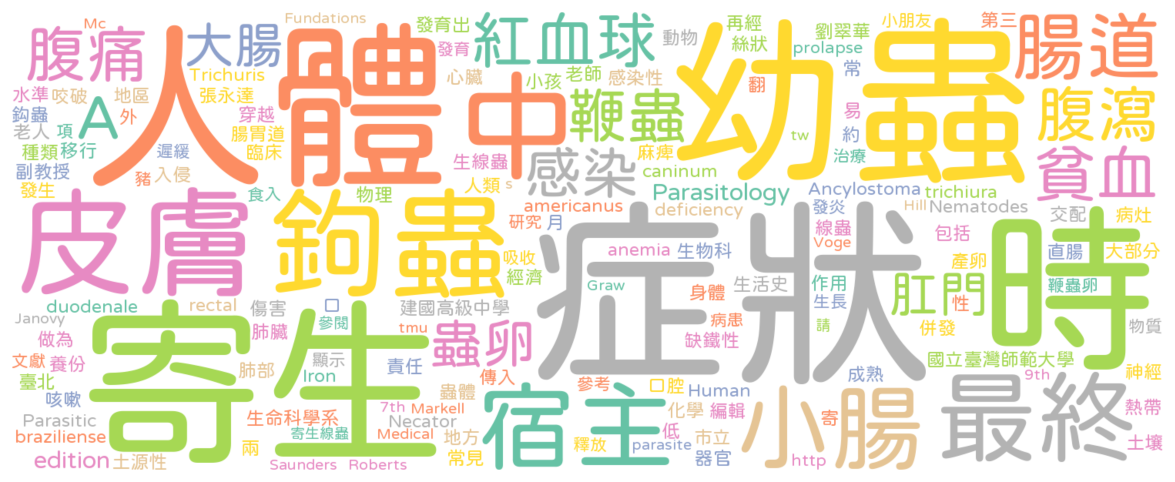 Mc
Fundations
腹痛
大腸
人體
中
紅血球
動物
發育出
發育
再經
絲狀
劉翠華
prolapse
小朋友
第三
腸道
幼蟲
常
翻
易
約
tw
治療
腹瀉
貧血
Trichuris
張永達
心臟
小孩
老師
感染性
水準
咬破
地區
外
穿越
鈎蟲
A
老人
項
腸胃道
臨床
種類
移行
遲緩
副教授
發生
豬
入侵
鞭蟲
生線蟲
感染
麻痺
caninum
食入
物理
人類
s
americanus
Parasitology
deficiency
Ancylostoma
trichiura
發炎
Hill
Nematodes
研究
月
線蟲
Voge
包括
交配
病灶
皮膚
鉤蟲
吸收
經濟
症狀
anemia
生物科
產卵
直腸
大部分
時
Graw
身體
生活史
作用
生長
肛門
性
鞭蟲卵
duodenale
rectal
傷害
口
建國高級中學
病患
請
併發
物質
Janovy
做為
肺臟
參閱
tmu
蟲卵
缺鐵性
國立臺灣師範大學
文獻
養份
寄生
顯示
責任
傳入
9th
神經
臺北
肺部
Iron
蟲體
宿主
參考
口腔
Human
成熟
最終
熱帶
咳嗽
Parasitic
生命科學系
7th
Markell
Necator
化學
編輯
小腸
寄
土壤
braziliense
兩
寄生線蟲
Medical
地方
釋放
低
市立
parasite
器官
http
edition
土源性
Saunders
Roberts
常見